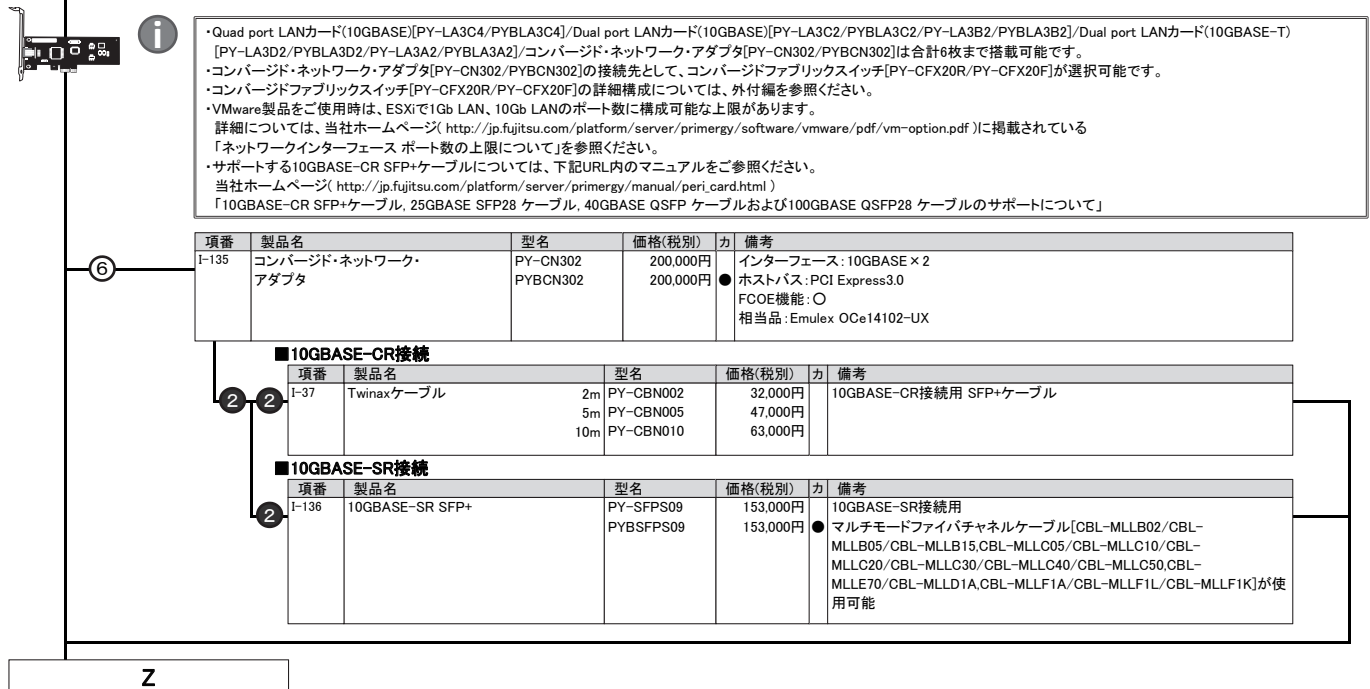 i
・Quad port LANカード(10GBASE)[PY-LA3C4/PYBLA3C4]/Dual port LANカード(10GBASE)[PY-LA3C2/PYBLA3C2/PY-LA3B2/PYBLA3B2]/Dual port LANカード(10GBASE-T)
[PY-LA3D2/PYBLA3D2/PY-LA3A2/PYBLA3A2]/コンバージド・ネットワーク・アダプタ[PY-CN302/PYBCN302]は合計6枚まで搭載可能です。
・コンバージド・ネットワーク・アダプタ[PY-CN302/PYBCN302]の接続先として、コンバージドファブリックスイッチ[PY-CFX20R/PY-CFX20F]が選択可能です。
・コンバージドファブリックスイッチ[PY-CFX20R/PY-CFX20F]の詳細構成については、外付編を参照ください。
・VMware製品をご使用時は、ESXiで1Gb LAN、10Gb LANのポート数に構成可能な上限があります。
詳細については、当社ホームページ( http://jp.fujitsu.com/platform/server/primergy/software/vmware/pdf/vm-option.pdf )に掲載されている
「ネットワークインターフェース ポート数の上限について」を参照ください。
・サポートする10GBASE-CR SFP+ケーブルについては、下記URL内のマニュアルをご参照ください。
当社ホームページ( http://jp.fujitsu.com/platform/server/primergy/manual/peri_card.html )
「10GBASE-CR SFP+ケーブル, 25GBASE SFP28 ケーブル, 40GBASE QSFP ケーブルおよび100GBASE QSFP28 ケーブルのサポートについて」
項番 製品名 型名 価格(税別) カ 備考
⑥ I-135 コンバージド・ネットワーク・ PY-CN302 200,000円 インターフェース:10GBASE×2
アダプタ PYBCN302 200,000円 ● ホストバス:PCI Express3.0
FCOE機能:○
相当品:Emulex OCe14102-UX
■10GBASE-CR接続
項番 製品名 型名 価格(税別) カ 備考
❷ ❷ I-37 Twinaxケーブル 2m PY-CBN002 32,000円 10GBASE-CR接続用 SFP+ケーブル
5m PY-CBN005 47,000円
10m PY-CBN010 63,000円
■10GBASE-SR接続
項番 製品名 型名 価格(税別) カ 備考
❷ I-136 10GBASE-SR SFP+ PY-SFPS09 153,000円 10GBASE-SR接続用
PYBSFPS09 153,000円 ● マルチモードファイバチャネルケーブル[CBL-MLLB02/CBL-
MLLB05/CBL-MLLB15,CBL-MLLC05/CBL-MLLC10/CBL-
MLLC20/CBL-MLLC30/CBL-MLLC40/CBL-MLLC50,CBL-
MLLE70/CBL-MLLD1A,CBL-MLLF1A/CBL-MLLF1L/CBL-MLLF1K]が使
用可能
Z